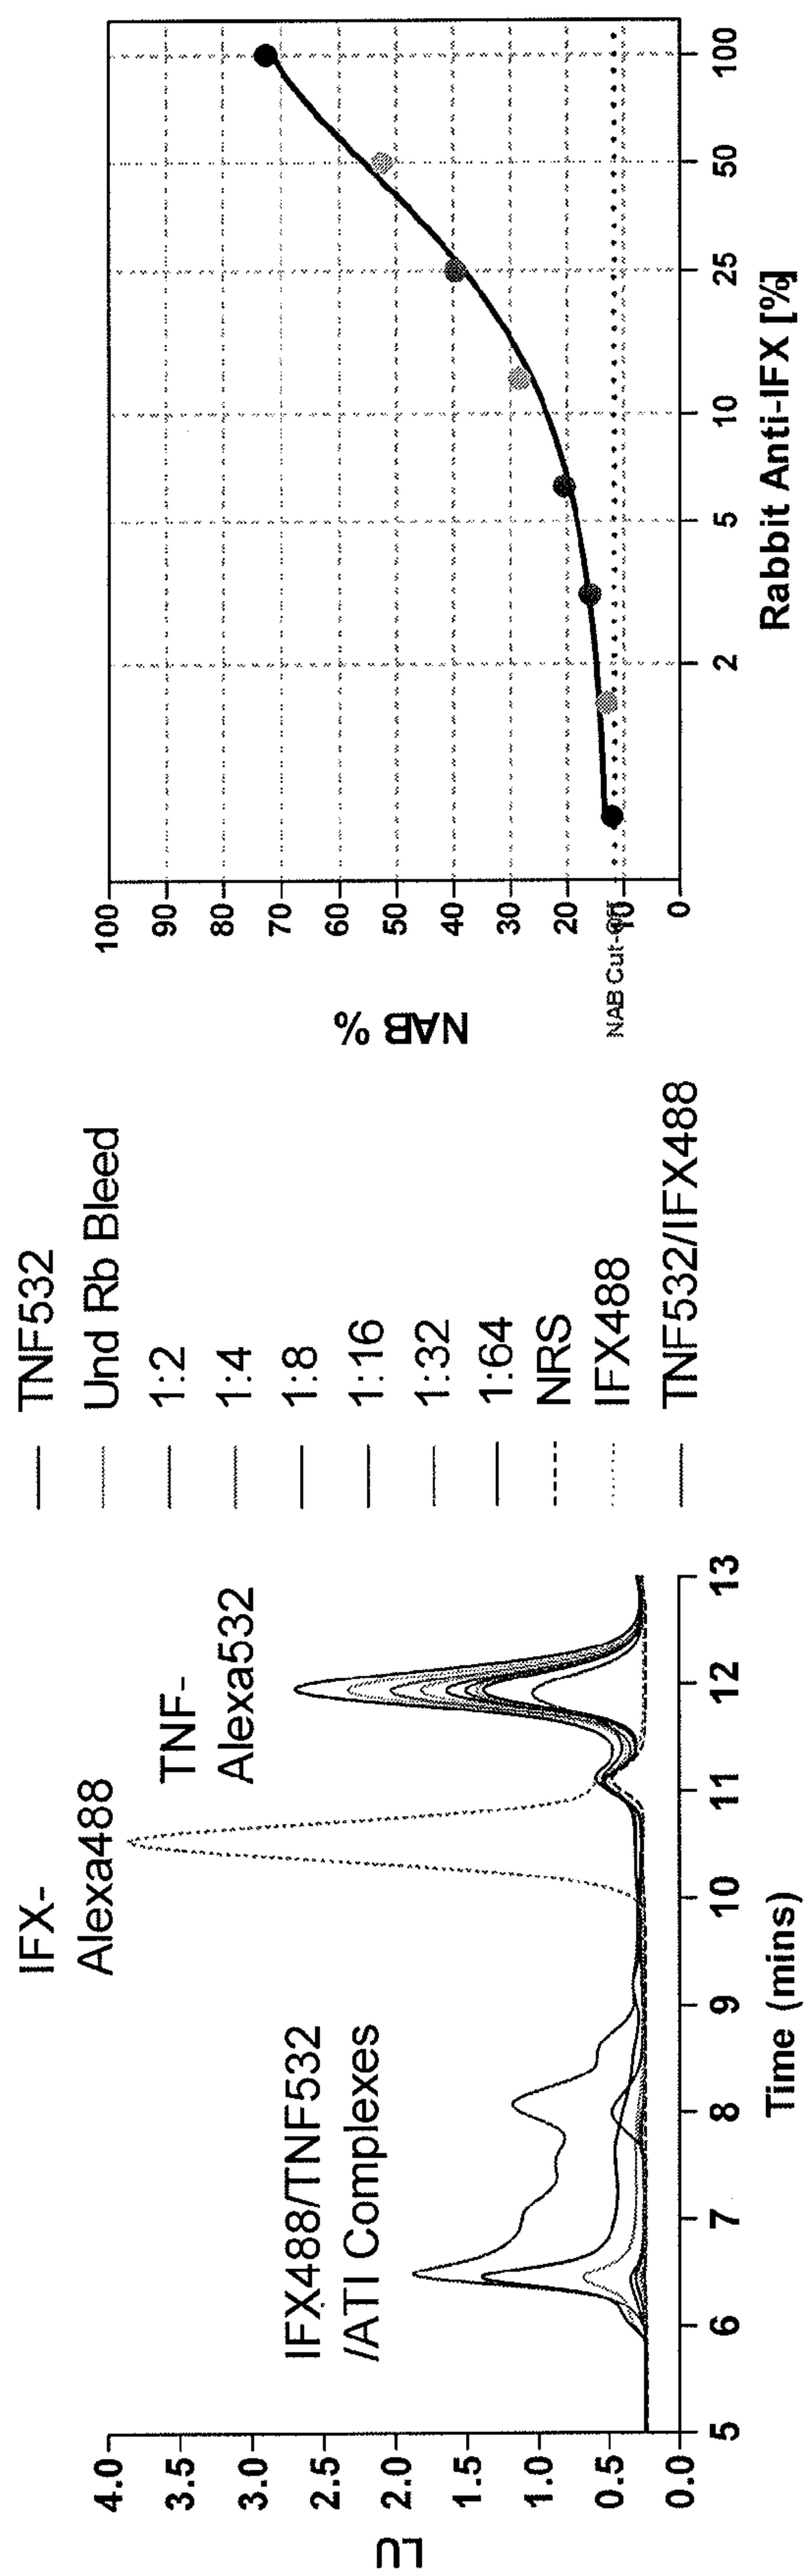 LU
4.0
3.5
3.0
2.5
2.0
1.5
1.0
0.5
0.0
IFX-
Alexa488
TNF-
Alexa532
IFX488/TNF532
/ATI Complexes
5
6
7
8
9
10
11
12
13
Time (mins)
TNF532
Und Rb Bleed
1:2
1:4
1:8
1:16
1:32
1:64
NRS
IFX488
TNF532/IFX488
NAB %
100
90
80
70
60
50
40
30
20
10
0
NAB Cut-Off
2
5
10
25
50
100
Rabbit Anti-IFX [%]